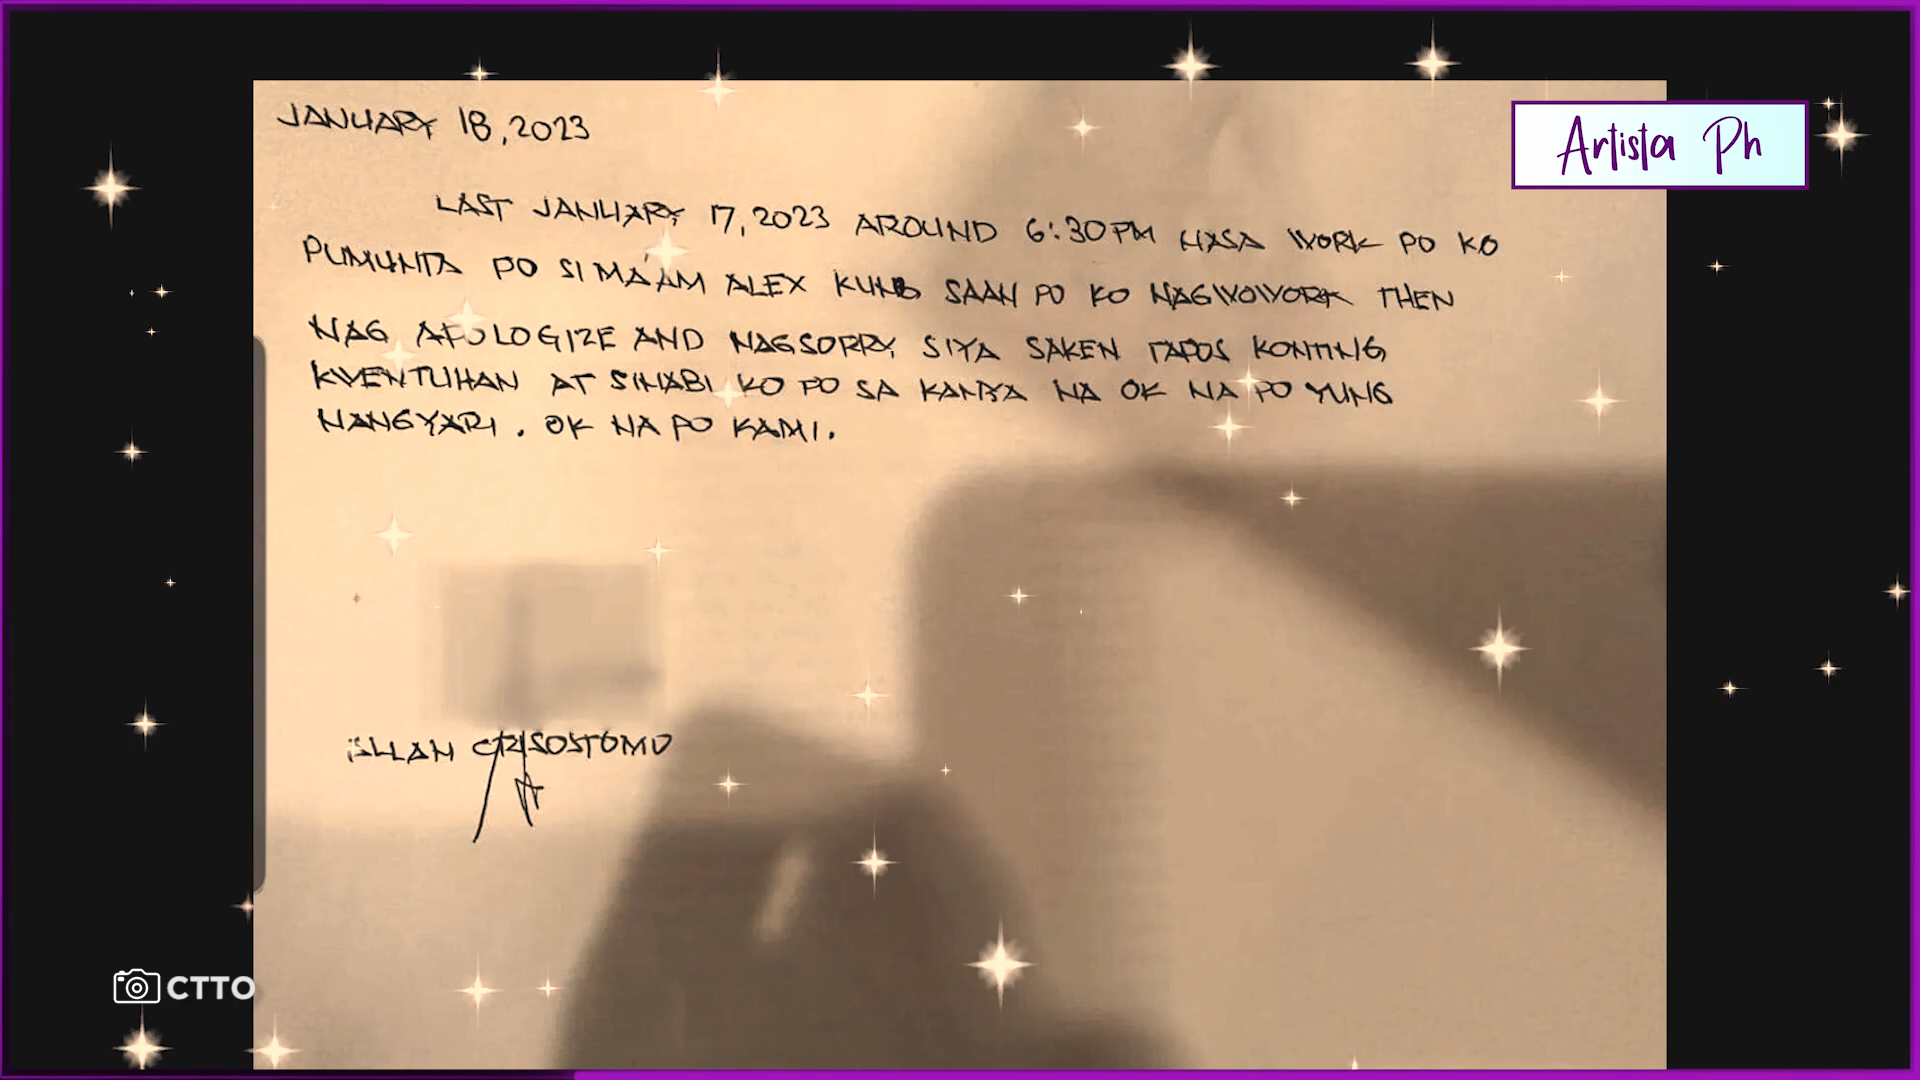 JANUARY 18, 2023
Artista Ph
LAST JANUARY 17, 2023 AROUND 6:30PM NASA WORK PO KO
PUMUNTA PO SI MA'AM ALEX KUNG SAAN PO KO NAGWOWORK THEN
NAG APOLOGIZE AND NAGSORRY SIYA SAKEN TAPOS KONTING
KWENTUHAN AT SINABI KO PO SA KANYA NA OK NA PO YUNG
NANGYARI. OK NA PO KAMI.
CRISOSTOMO
CTTO